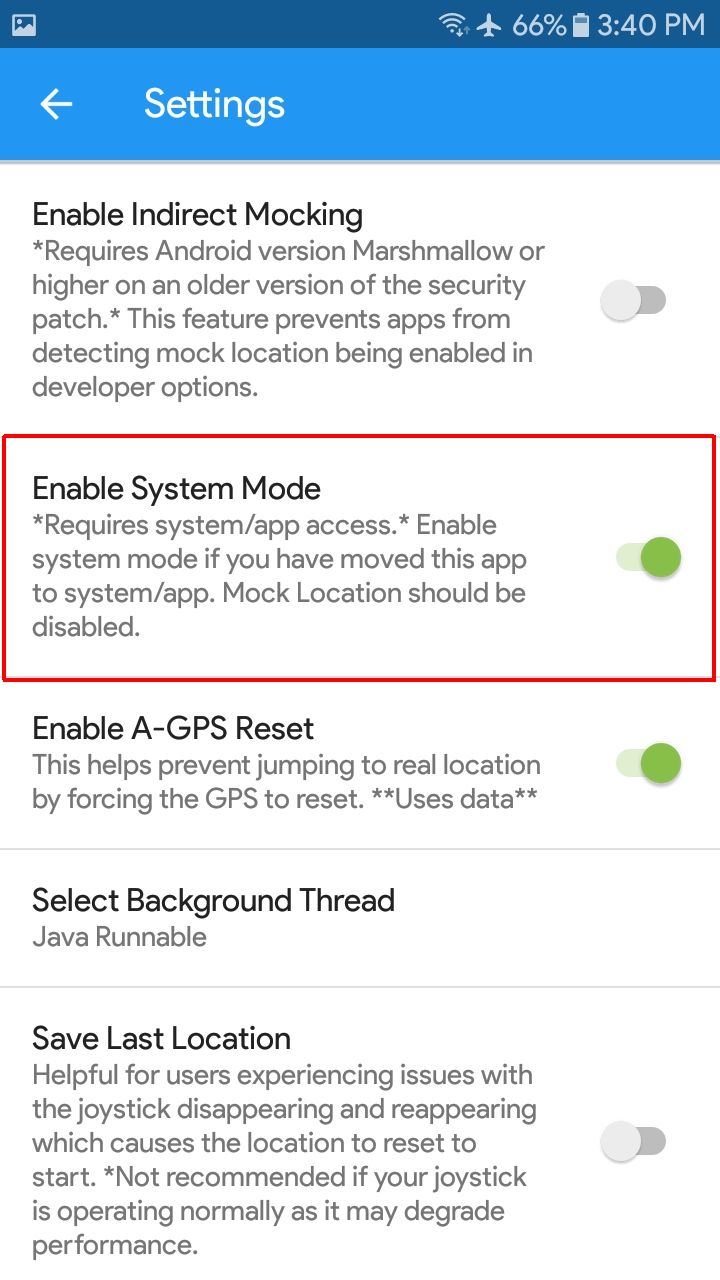 66% 3:40 PM
Settings
Enable Indirect Mocking
*Requires Android version Marshmallow or
higher on an older version of the security
patch.* This feature prevents apps from
detecting mock location being enabled in
developer options.
Enable System Mode
*Requires system/app access.* Enable
system mode if you have moved this app
to system/app. Mock Location should be
disabled.
Enable A-GPS Reset
This helps prevent jumping to real location
by forcing the GPS to reset. **Uses data**
Select Background Thread
Java Runnable
Save Last Location
Helpful for users experiencing issues with
the joystick disappearing and reappearing
which causes the location to reset to
start. *Not recommended if your joystick
is operating normally as it may degrade
performance.